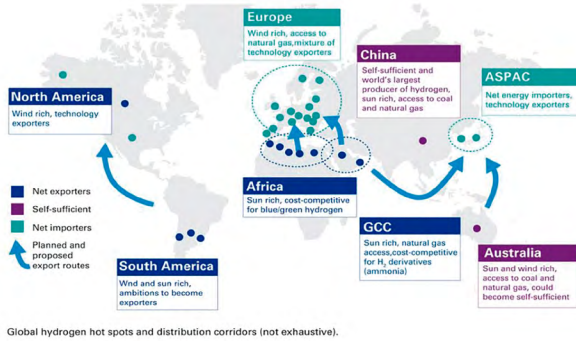 Europe
Wind rich, access to
natural gas,mixture of
technology exporters
China
Self-sufficient and
world's largest
producer of hydrogen,
sun rich, access to coal
and natural gas
ASPAC
Net energy importers,
technology exporters
North America
Wind rich, technology
exporters
Africa
Sun rich, cost-competitive
for blue/green hydrogen
Net exporters
Self-sufficient
Net importers
Planned and
proposed
export routes
GCC
Sun rich, natural gas
access,cost-competitive
for H₂ derivatives
(ammonia)
Australia
Sun and wind rich,
access to coal and
natural gas, could
become self-sufficient
South America
Wnd and sun rich,
ambitions to become
exporters
Global hydrogen hot spots and distribution corridors (not exhaustive).